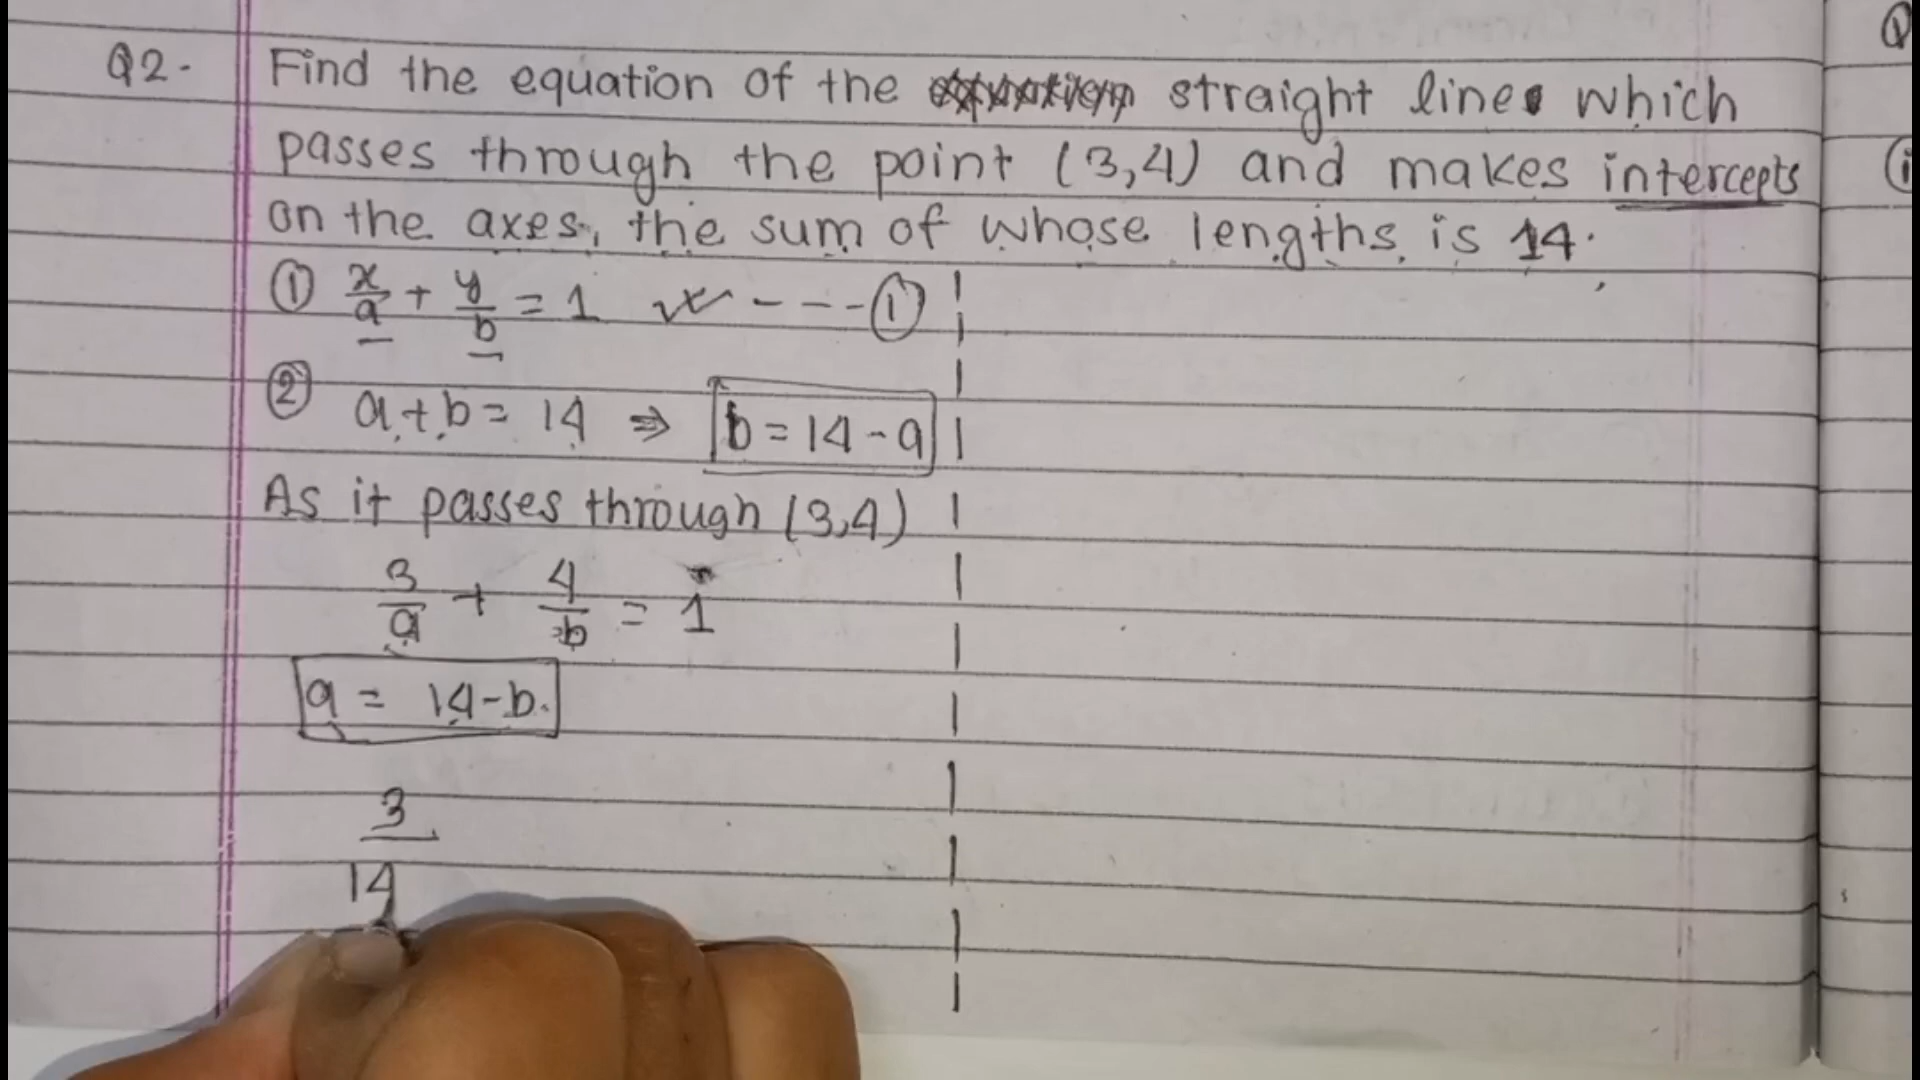 Q2. Find the equation of the straight line which
passes through the point (3,4) and makes intercepts
on the axes, the sum of whose lengths is 14.
① x/a + y/b = 1 ---- ①
② a+b = 14 ⇒ b = 14-a
As it passes through (3,4)
3/a + 4/b = 1
a = 14-b.
3
14
Q